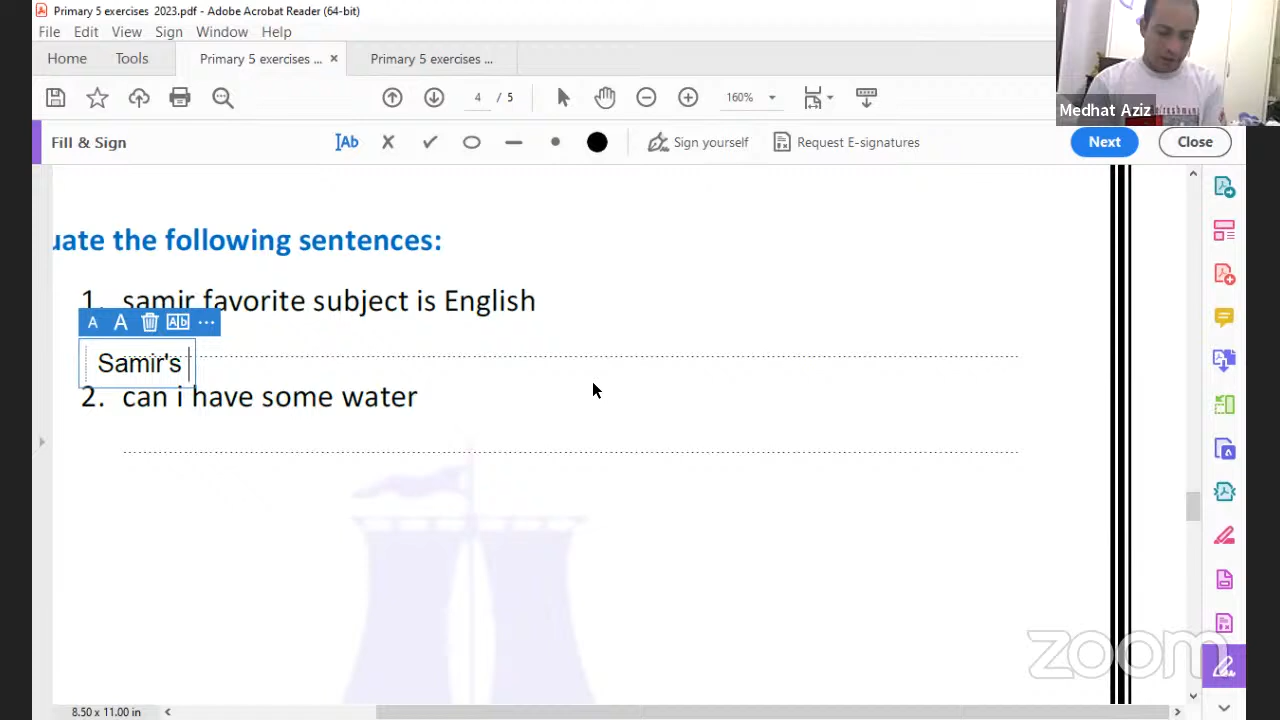 Primary 5 exercises 2023.pdf - Adobe Acrobat Reader (64-bit)
File Edit View Sign Window Help
Home Tools Primary 5 exercises ... × Primary 5 exercises ...
4 / 5 160%
Medhat Aziz
Fill & Sign Ab Sign yourself Request E-signatures Next Close
uate the following sentences:
1. samir favorite subject is English
A A Ab ...
Samir's
2. can i have some water
zoom
8.50 x 11.00 in